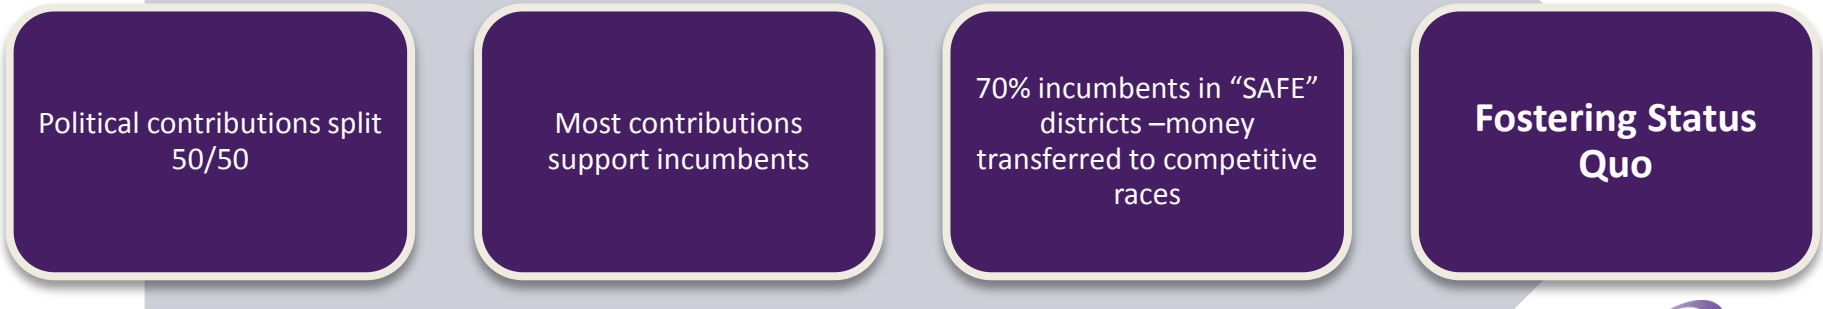 Political contributions split
50/50
Most contributions
support incumbents
70% incumbents in “SAFE”
districts –money
transferred to competitive
races
Fostering Status
Quo